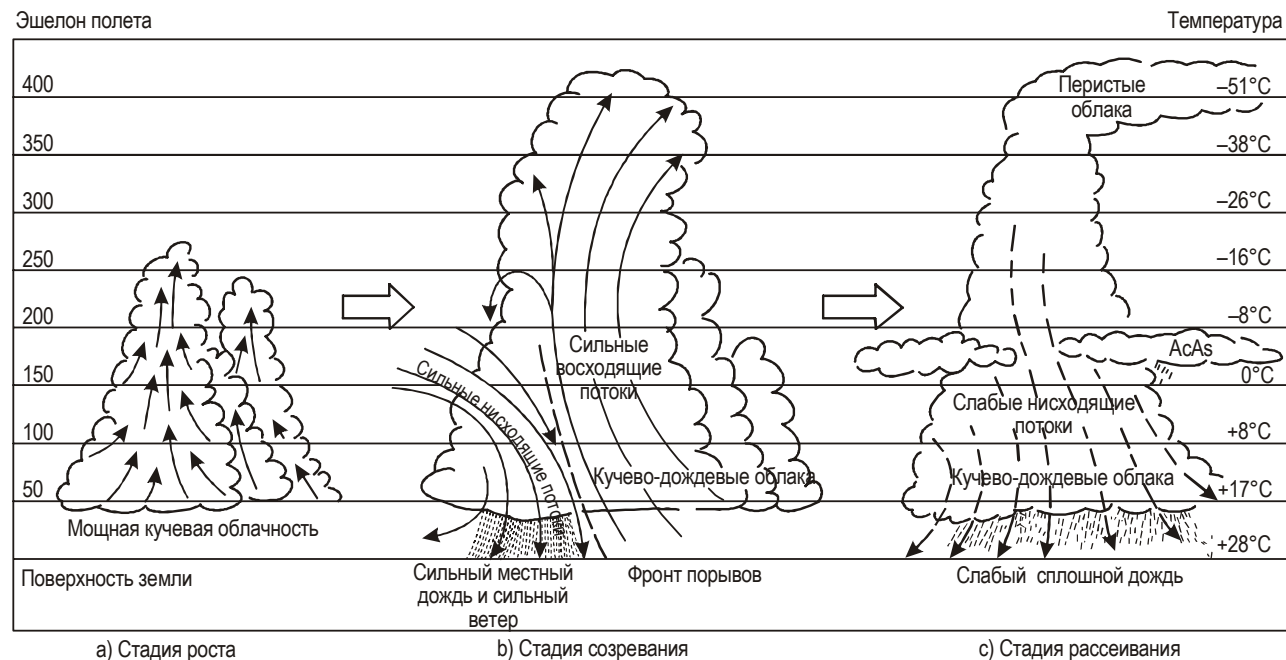 Эшелон полета
Температура
400
350
300
250
200
150
100
50
Мощная кучевая облачность
Поверхность земли
Сильные
восходящие
потоки
Сильные нисходящие потоки
Кучево-дождевые облака
Сильный местный
дождь и сильный
ветер
Фронт порывов
Перистые
облака
AcAs
Слабые нисходящие
потоки
Кучево-дождевые облака
Слабый сплошной дождь
–51°C
–38°C
–26°C
–16°C
–8°C
0°C
+8°C
+17°C
+28°C
a) Стадия роста
b) Стадия созревания
c) Стадия рассеивания